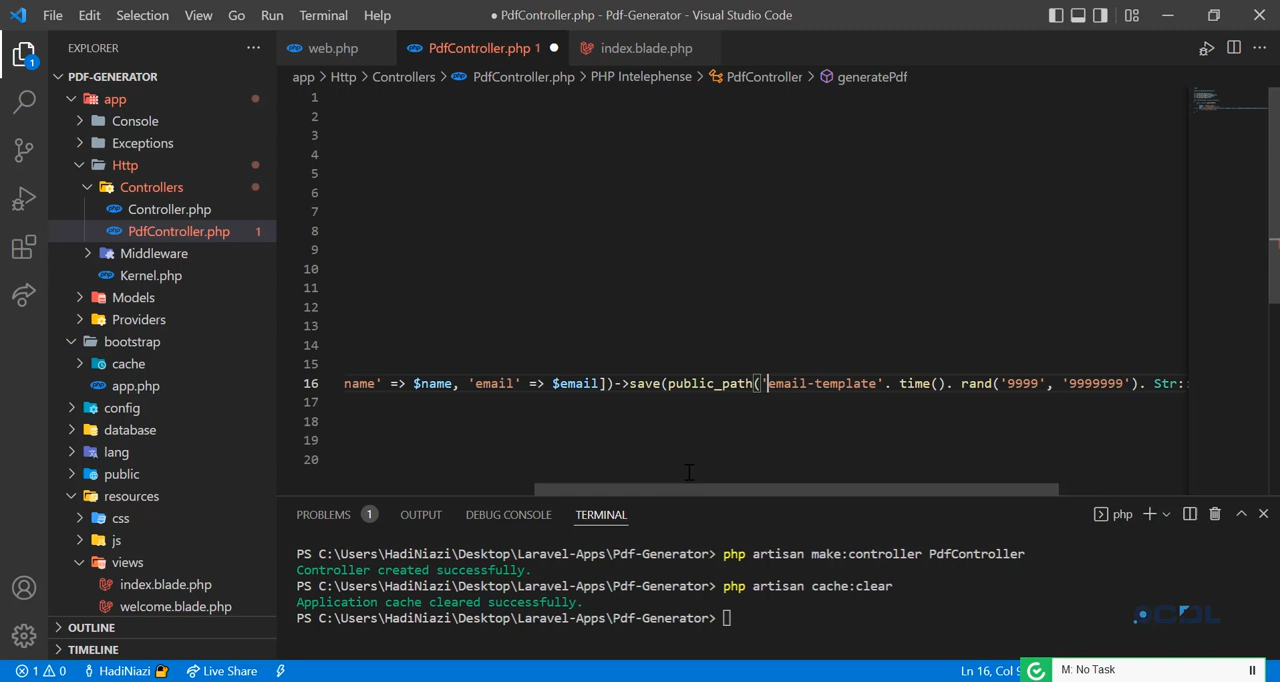 File Edit Selection View Go Run Terminal Help
● PdfController.php - Pdf-Generator - Visual Studio Code
EXPLORER ···
web.php
PdfController.php 1 ●
index.blade.php
1
PDF-GENERATOR
app
Console
Exceptions
Http
Controllers
Controller.php
PdfController.php 1
Middleware
Kernel.php
Models
Providers
bootstrap
cache
app.php
config
database
lang
public
resources
css
js
views
index.blade.php
welcome.blade.php
OUTLINE
TIMELINE
app > Http > Controllers > PdfController.php > PHP Intelephense > PdfController > generatePdf
1
2
3
4
5
6
7
8
9
10
11
12
13
14
15
16 name' => $name, 'email' => $email])->save(public_path('email-template'. time(). rand('9999', '9999999'). Str::
17
18
19
20
PROBLEMS 1 OUTPUT DEBUG CONSOLE TERMINAL
php
PS C:\Users\HadiNiazi\Desktop\Laravel-Apps\Pdf-Generator> php artisan make:controller PdfController
Controller created successfully.
PS C:\Users\HadiNiazi\Desktop\Laravel-Apps\Pdf-Generator> php artisan cache:clear
Application cache cleared successfully.
PS C:\Users\HadiNiazi\Desktop\Laravel-Apps\Pdf-Generator>
1 0 HadiNiazi Live Share
Ln 16, Col
M: No Task